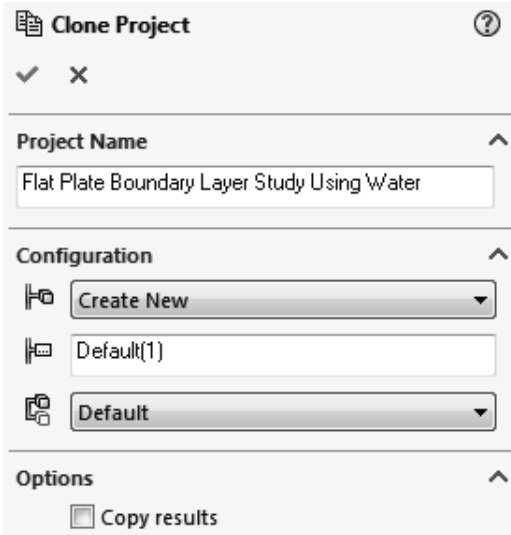 Clone Project
Project Name
Flat Plate Boundary Layer Study Using Water
Configuration
Create New
Default(1)
Default
Options
Copy results